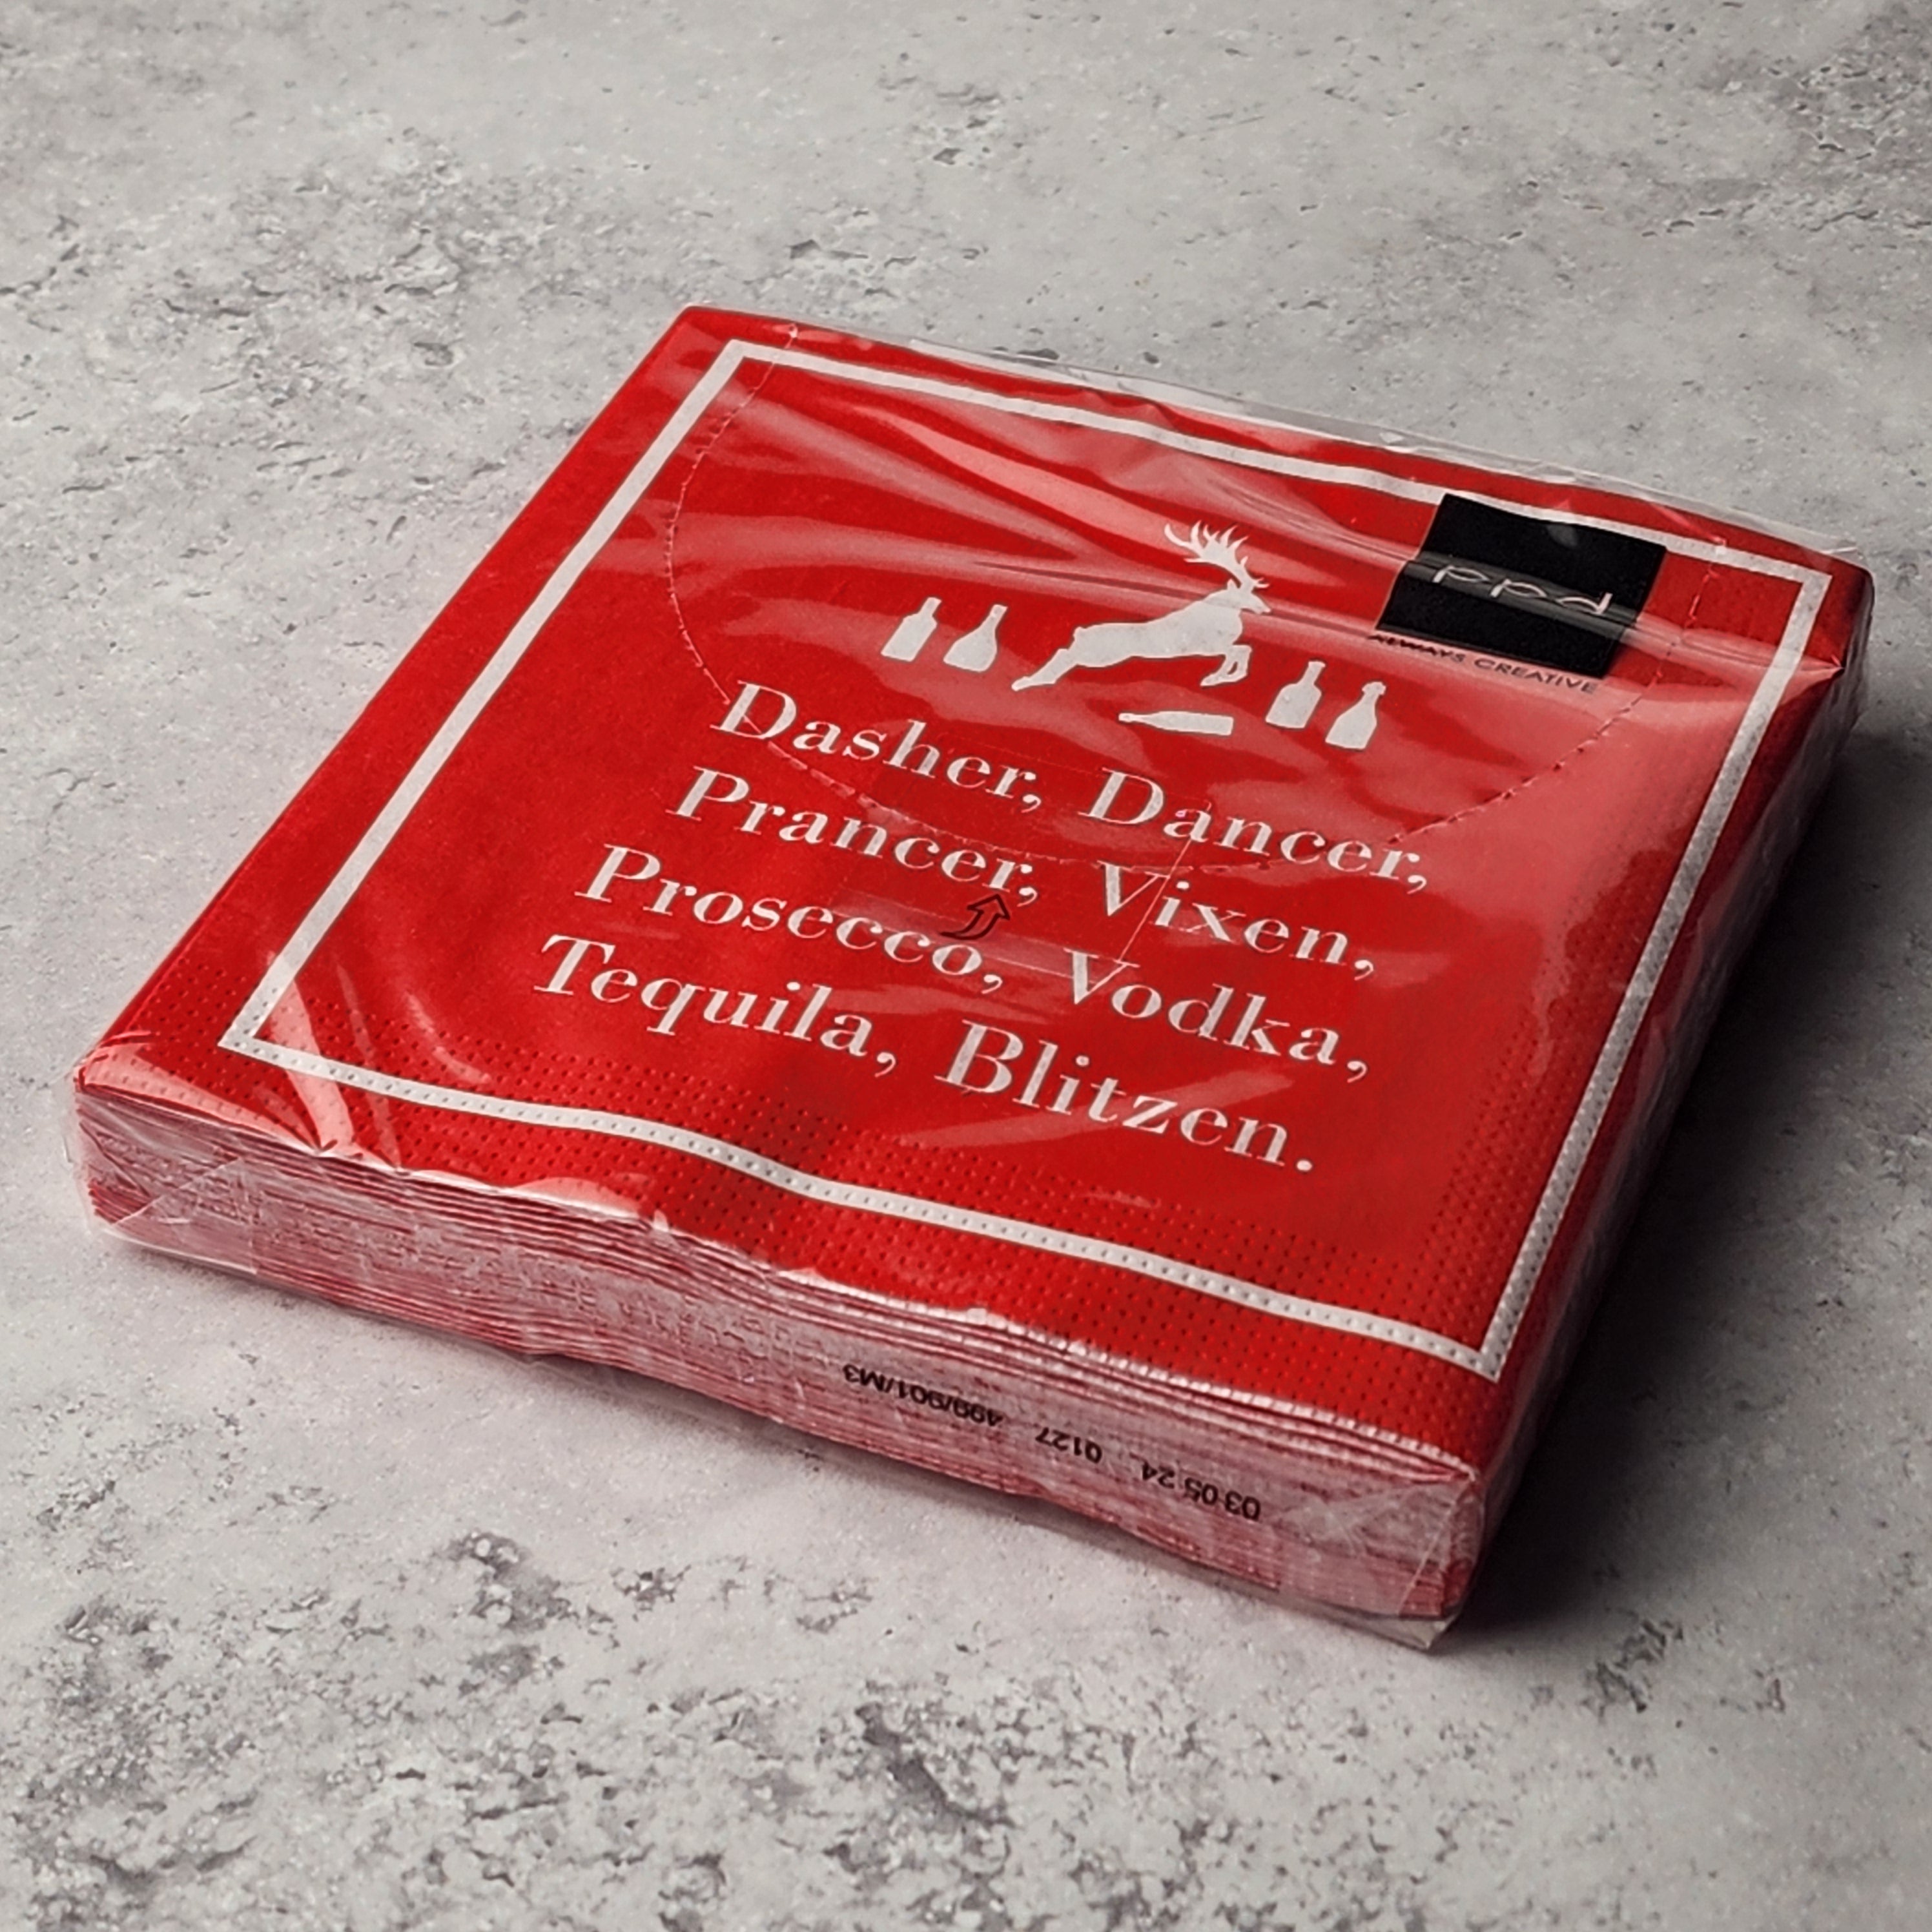 ppd
ALWAYS CREATIVE
Dasher, Dancer,
Prancer, Vixen,
Prosecco, Vodka,
Tequila, Blitzen.
03 05 24 0127 499/901/M3